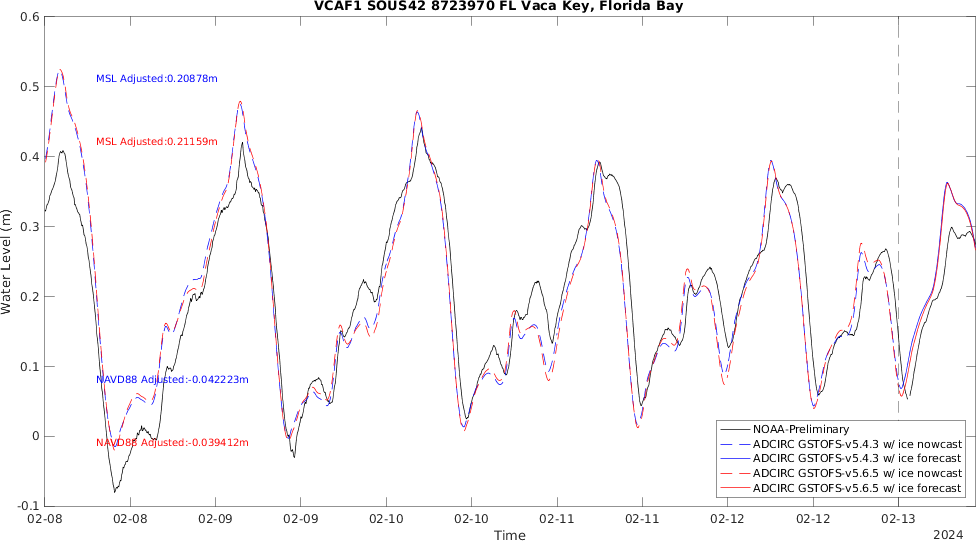 VCAF1 SOUS42 8723970 FL Vaca Key, Florida Bay
0.6
0.5
0.4
0.3
0.2
0.1
0
-0.1
Water Level (m)
MSL Adjusted:0.20878m
MSL Adjusted:0.21159m
NAVD88 Adjusted:-0.042223m
NAVD88 Adjusted:-0.039412m
NOAA-Preliminary
ADCIRC GSTOFS-v5.4.3 w/ ice nowcast
ADCIRC GSTOFS-v5.4.3 w/ ice forecast
ADCIRC GSTOFS-v5.6.5 w/ ice nowcast
ADCIRC GSTOFS-v5.6.5 w/ ice forecast
02-08 02-08 02-09 02-09 02-10 02-10 02-11 02-11 02-12 02-12 02-13
Time
2024